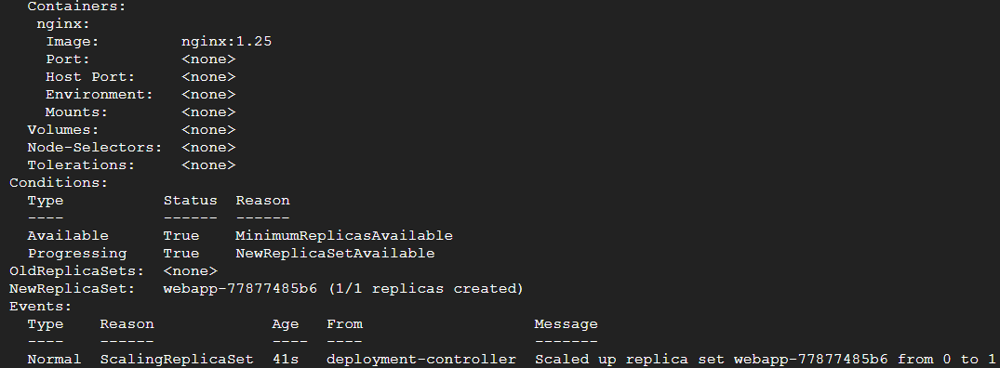 Containers:
nginx:
Image: nginx:1.25
Port: <none>
Host Port: <none>
Environment: <none>
Mounts: <none>
Volumes: <none>
Node-Selectors: <none>
Tolerations: <none>
Conditions:
Type Status Reason
---- ------ ------
Available True MinimumReplicasAvailable
Progressing True NewReplicaSetAvailable
OldReplicaSets: <none>
NewReplicaSet: webapp-77877485b6 (1/1 replicas created)
Events:
Type Reason Age From Message
---- ------ ---- ---- -------
Normal ScalingReplicaSet 41s deployment-controller Scaled up replica set webapp-77877485b6 from 0 to 1